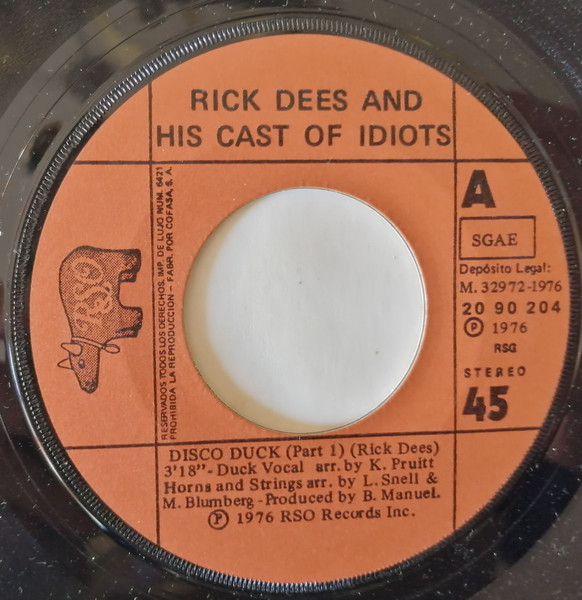 RICK DEES AND
HIS CAST OF IDIOTS
A
SGAE
Depósito Legal:
M. 32972-1976
20 90 204
Ⓟ 1976
RSG
STEREO
45
RSO
RESERVADOS TODOS LOS DERECHOS. IMP. DE LUJO NUM. 6421
PROHIBIDA LA REPRODUCCION - FABR. POR COFASA, S. A.
DISCO DUCK (Part 1) (Rick Dees)
3'18"- Duck Vocal arr. by K. Pruitt
Horns and Strings arr. by L. Snell &
M. Blumberg - Produced by B. Manuel.
Ⓟ 1976 RSO Records Inc.